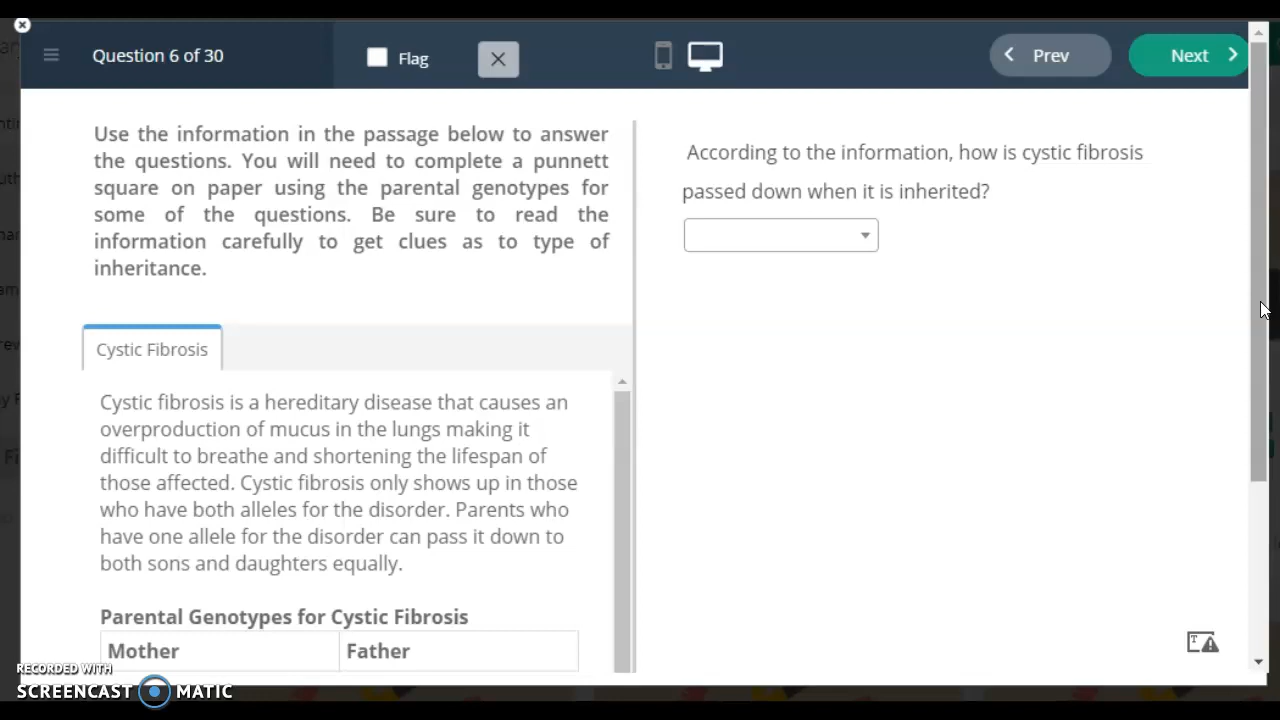 Question 6 of 30
Flag
Prev
Next
Use the information in the passage below to answer
the questions. You will need to complete a punnett
square on paper using the parental genotypes for
some of the questions. Be sure to read the
information carefully to get clues as to type of
inheritance.
Cystic Fibrosis
Cystic fibrosis is a hereditary disease that causes an
overproduction of mucus in the lungs making it
difficult to breathe and shortening the lifespan of
those affected. Cystic fibrosis only shows up in those
who have both alleles for the disorder. Parents who
have one allele for the disorder can pass it down to
both sons and daughters equally.
Parental Genotypes for Cystic Fibrosis
Mother
Father
According to the information, how is cystic fibrosis
passed down when it is inherited?
RECORDED WITH
SCREENCAST MATIC